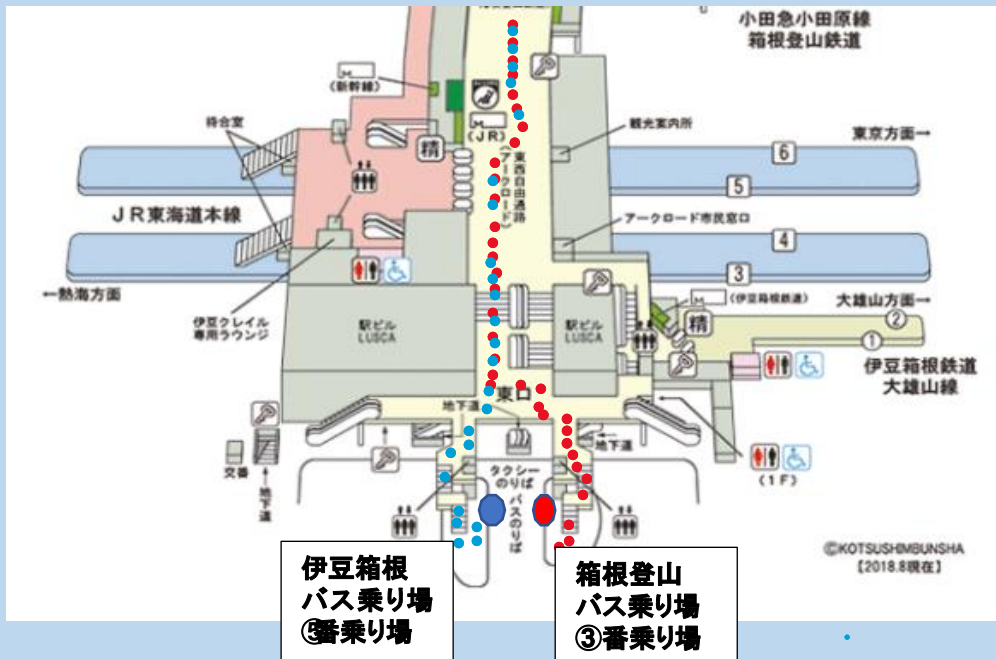 小田急小田原線
箱根登山鉄道
(新幹線)
(JR)
待合室
精
観光案内所
東京方面→
6
5
東西自由通路
(アークロード)
JR東海道本線
アークロード市民窓口
4
3
←熱海方面
(伊豆箱根鉄道)
大雄山方面→
伊豆クレイル
専用ラウンジ
駅ビル
LUSCA
駅ビル
LUSCA
精
②
①
伊豆箱根鉄道
大雄山線
東口
地下道
地下道
交番
←地下道
タクシー
のりば
バスのりば
(1F)
©KOTSUSHIMBUNSHA
【2018.8現在】
伊豆箱根
バス乗り場
⑤番乗り場
箱根登山
バス乗り場
③番乗り場